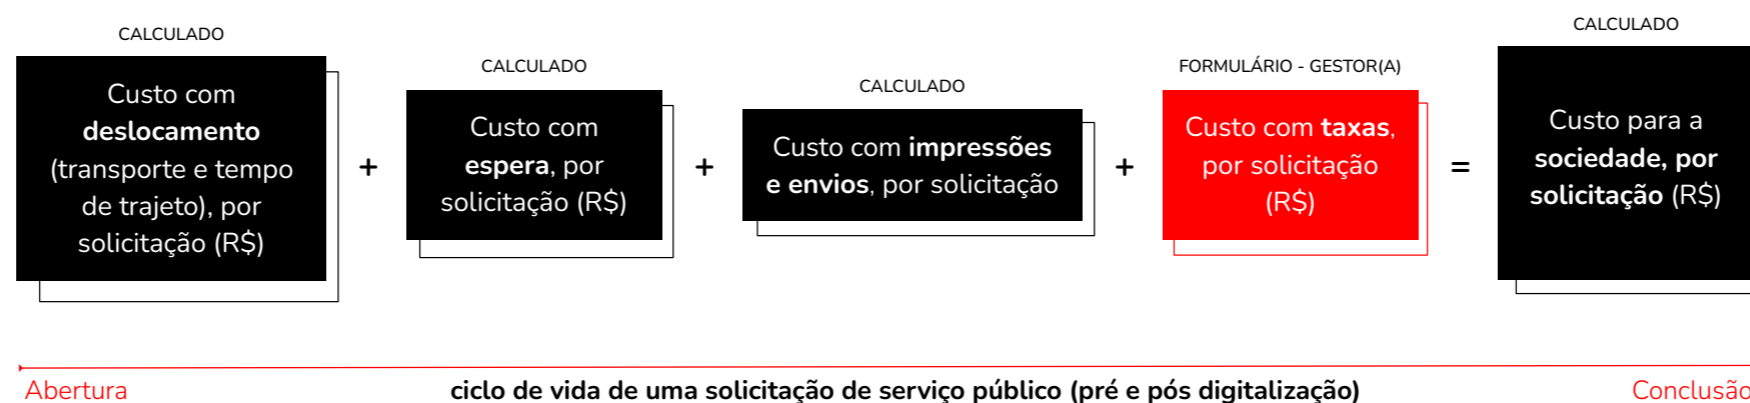 CALCULADO
Custo com
deslocamento
(transporte e tempo
de trajeto), por
solicitação (R$)
+
CALCULADO
Custo com
espera, por
solicitação (R$)
+
CALCULADO
Custo com impressões
e envios, por solicitação
+
FORMULÁRIO - GESTOR(A)
Custo com taxas,
por solicitação
(R$)
=
CALCULADO
Custo para a
sociedade, por
solicitação (R$)
Abertura
ciclo de vida de uma solicitação de serviço público (pré e pós digitalização)
Conclusão